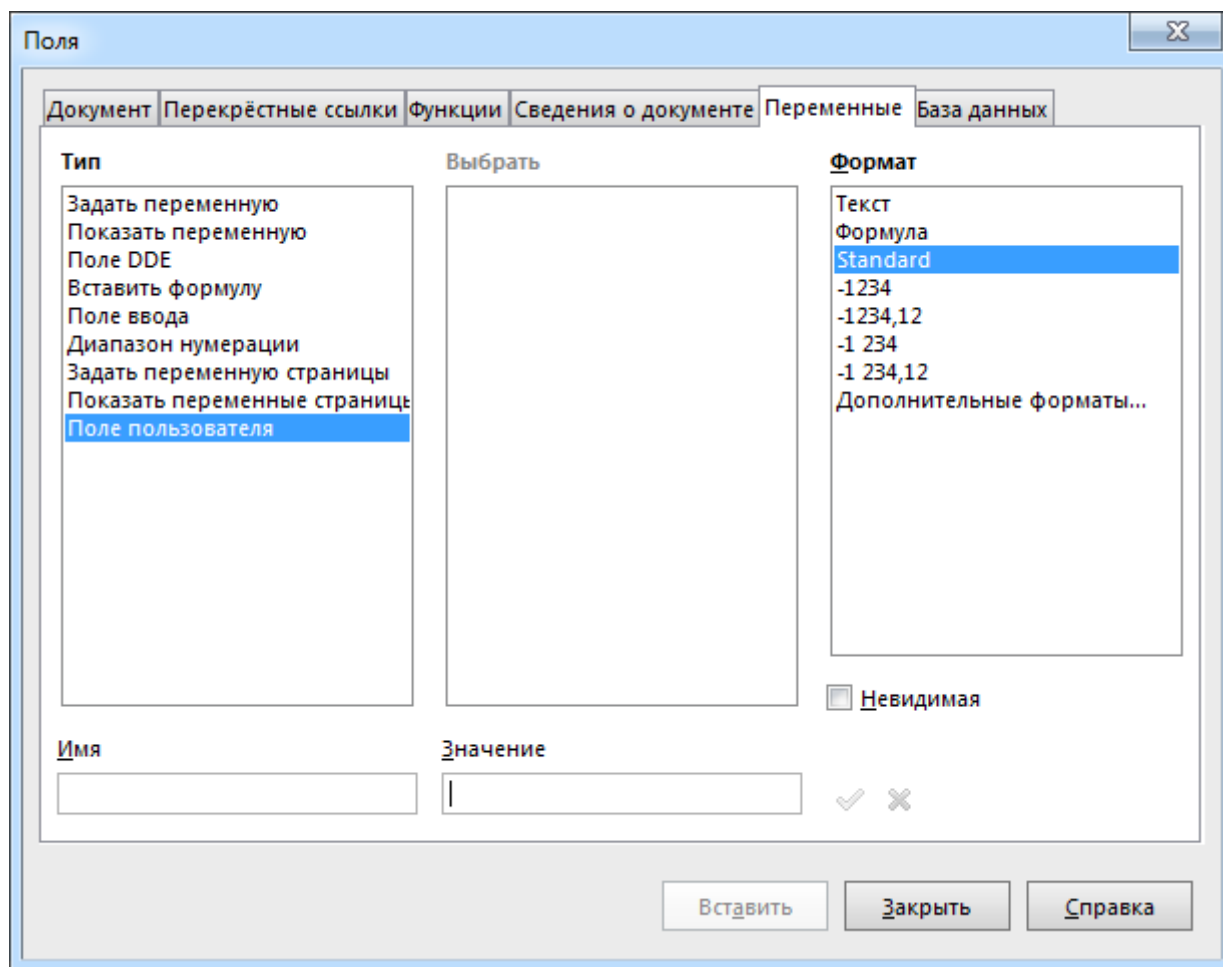 Поля
Документ Перекрёстные ссылки Функции Сведения о документе Переменные База данных
Тип
Задать переменную
Показать переменную
Поле DDE
Вставить формулу
Поле ввода
Диапазон нумерации
Задать переменную страницы
Показать переменные страницы
Поле пользователя
Выбрать
Формат
Текст
Формула
Standard
-1234
-1234,12
-1 234
-1 234,12
Дополнительные форматы...
Невидимая
Имя
Значение
Вставить Закрыть Справка